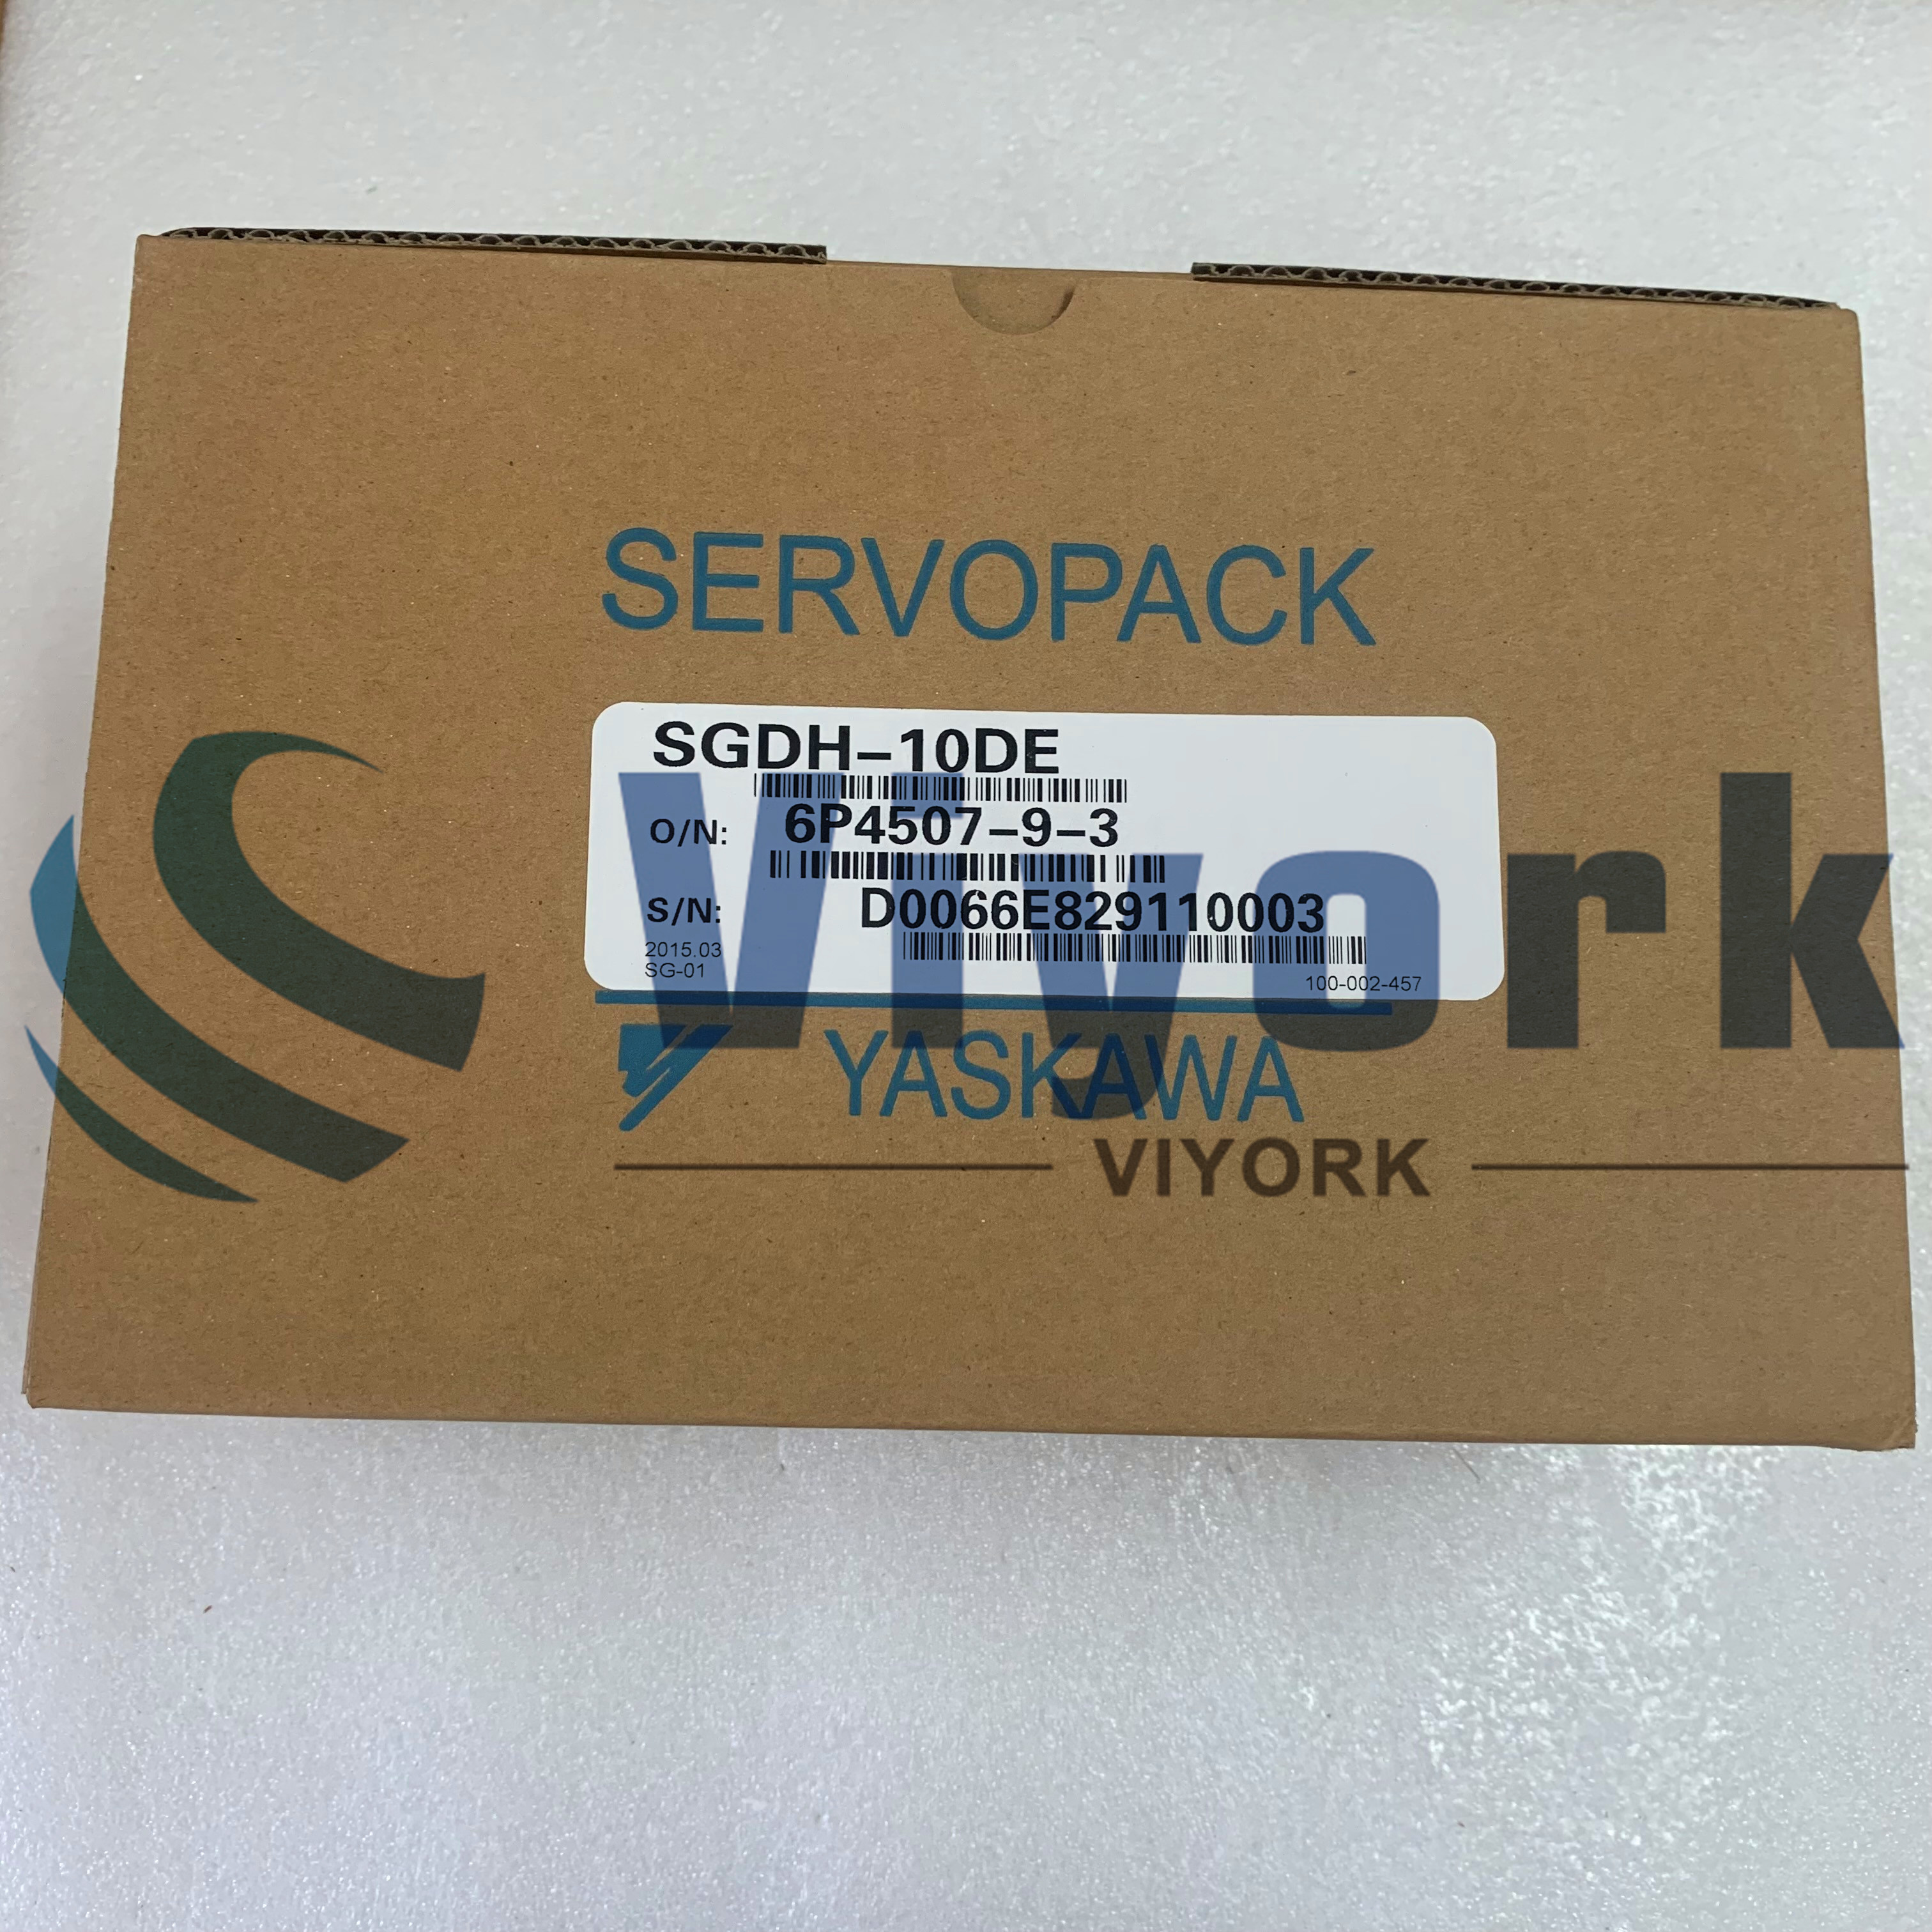 SERVOPACK
SGDH-10DE
O/N: 6P4507-9-3
S/N: D0066E829110003
2015.03
SG-01
100-002-457
Viyork
YASKAWA
VIYORK